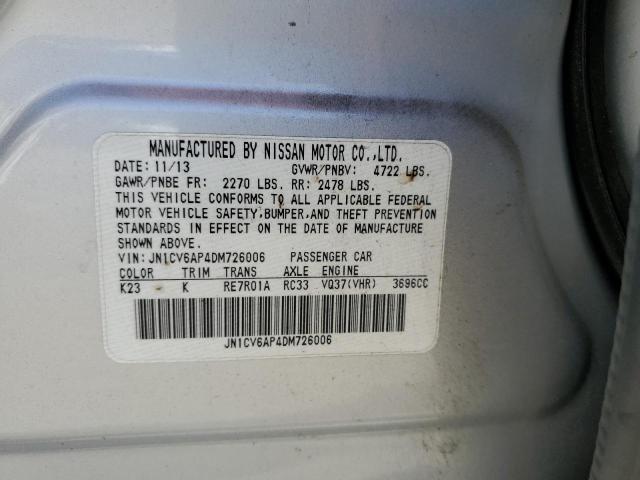 MANUFACTURED BY NISSAN MOTOR CO.,LTD.
DATE: 11/13 GVWR/PNBV: 4722 LBS.
GAWR/PNBE FR: 2270 LBS. RR: 2478 LBS.
THIS VEHICLE CONFORMS TO ALL APPLICABLE FEDERAL
MOTOR VEHICLE SAFETY,BUMPER,AND THEFT PREVENTION
STANDARDS IN EFFECT ON THE DATE OF MANUFACTURE
SHOWN ABOVE.
VIN: JN1CV6AP4DM726006 PASSENGER CAR
COLOR TRIM TRANS AXLE ENGINE
K23 K RE7R01A RC33 VQ37(VHR) 3696CC
JN1CV6AP4DM726006